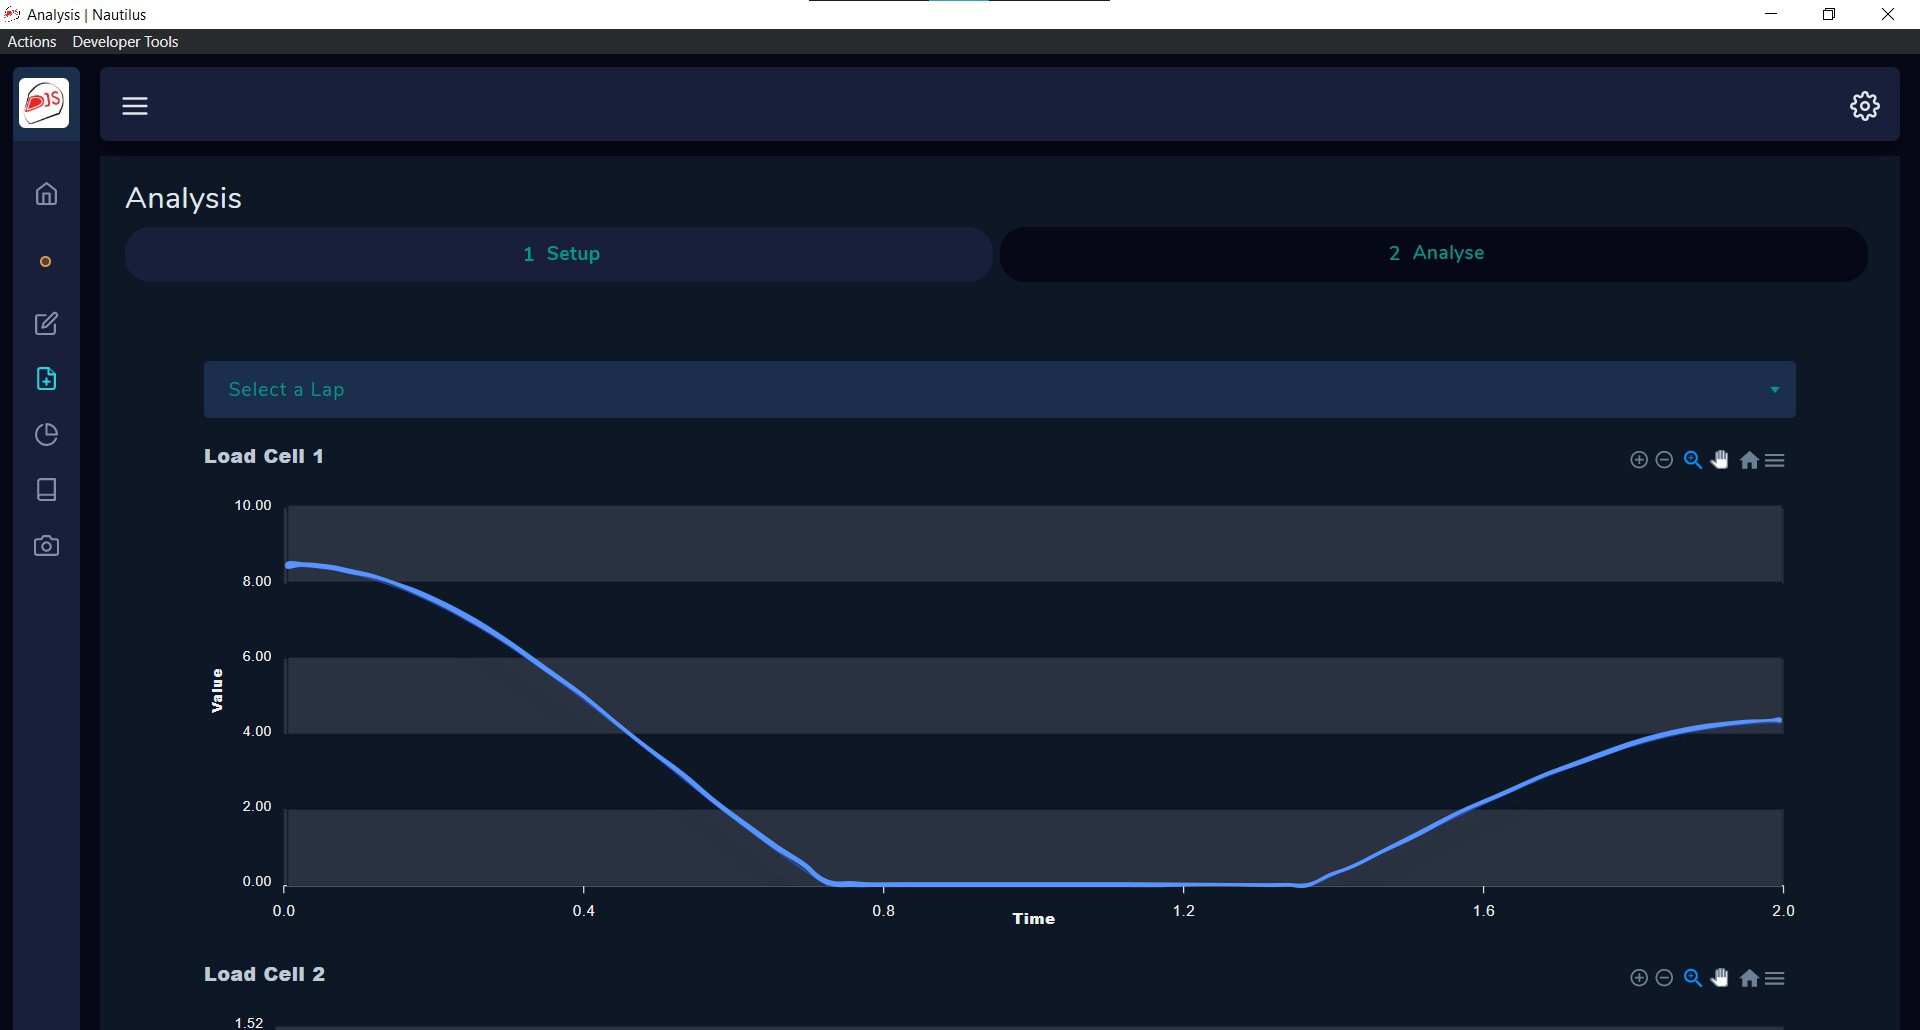 Analysis | Nautilus
Actions Developer Tools
DJS
Analysis
1 Setup
2 Analyse
Select a Lap
Load Cell 1
10.00
8.00
6.00
4.00
2.00
0.00
Value
0.0 0.4 0.8 1.2 1.6 2.0
Time
Load Cell 2
1.52